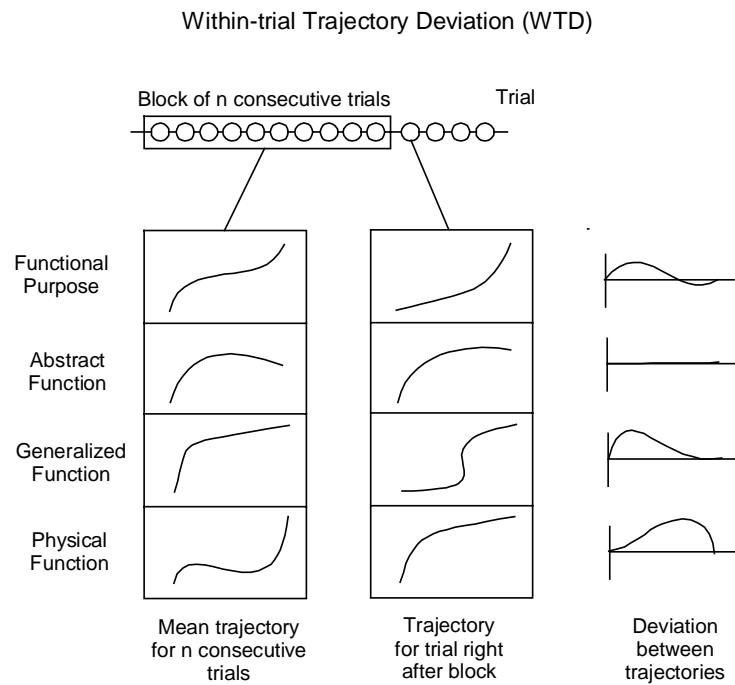 Within-trial Trajectory Deviation (WTD)
Block of n consecutive trials
Trial
Functional
Purpose
Abstract
Function
Generalized
Function
Physical
Function
Mean trajectory
for n consecutive
trials
Trajectory
for trial right
after block
Deviation
between
trajectories